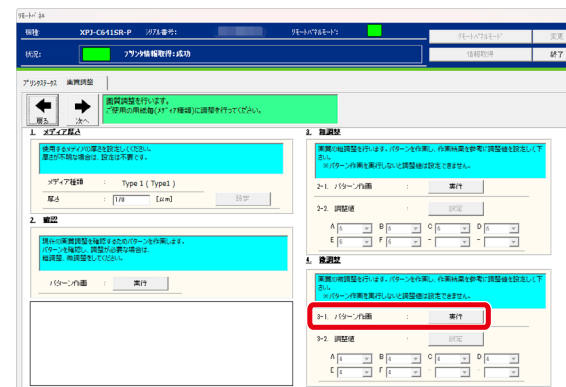 リモートパネル
機種: XPJ-C641SR-P シリアル番号: リモートパネルモード: リモートパネルモード 変更
状況: プリンタ情報取得:成功 情報取得 終了
プリンタステータス 画質調整
戻る 次へ
画質調整を行います。
ご使用の用紙毎(メディア種類)に調整を行ってください。
1. メディア厚さ
使用するメディアの厚さを設定してください。
厚さが不明な場合は、設定は不要です。
メディア種類 : Type 1 ( Type1 )
厚さ : 170 [μm] 設定
2. 確認
現在の画質調整を確認するためパターンを作画します。
パターンを確認し、調整が必要な場合は、
粗調整、微調整をしてください。
パターン作画 : 実行
3. 粗調整
画質の粗調整を行います。パターンを作画し、作画結果を参考に調整値を設定して下
さい。
※パターン作画を実行しないと調整値は設定できません。
2-1. パターン作画 : 実行
2-2. 調整値 : 設定
A 6 B 6 C 6 D 6
E 6 F 6 - -
4. 微調整
画質の微調整を行います。パターンを作画し、作画結果を参考に調整値を設定して下
さい。
※パターン作画を実行しないと調整値は設定できません。
3-1. パターン作画 : 実行
3-2. 調整値 : 設定
A 6 B 6 C 6 D 6
E 6 F 6 - -